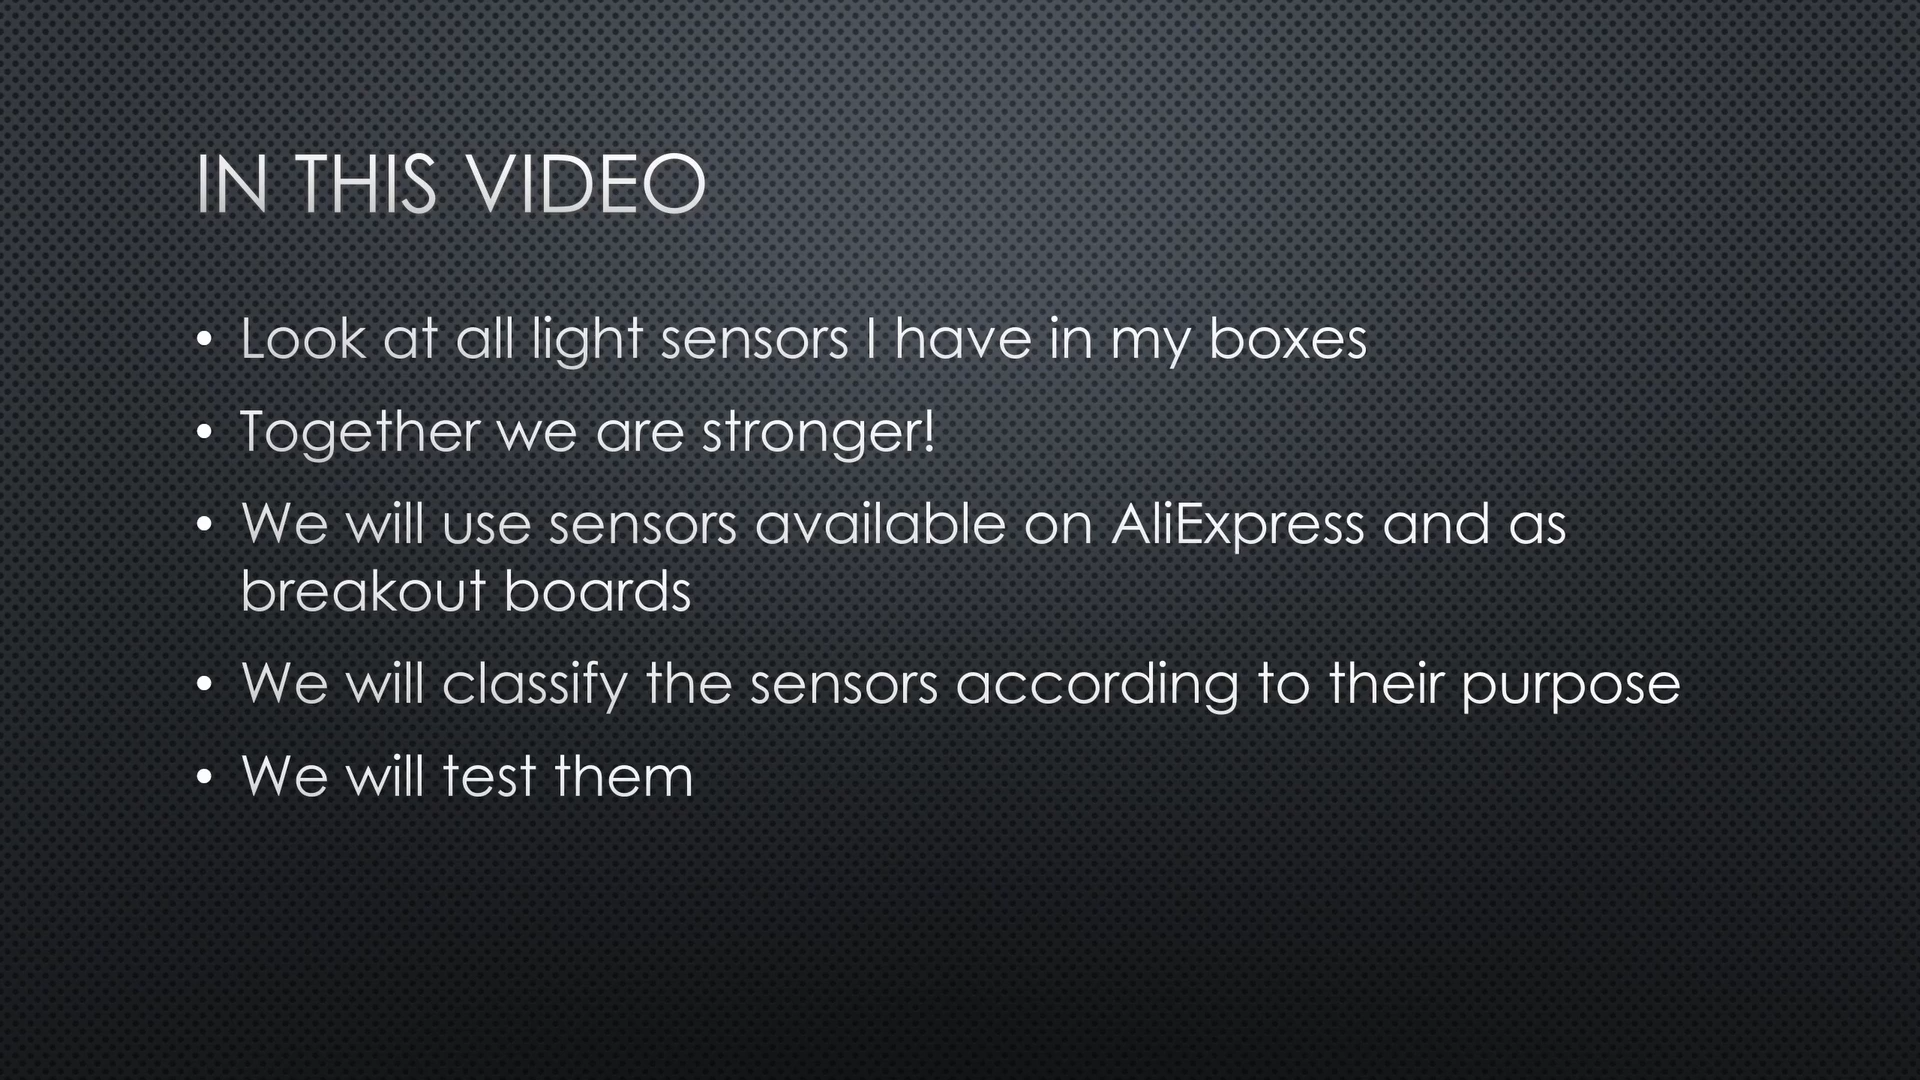 IN THIS VIDEO
• Look at all light sensors I have in my boxes
• Together we are stronger!
• We will use sensors available on AliExpress and as
breakout boards
• We will classify the sensors according to their purpose
• We will test them